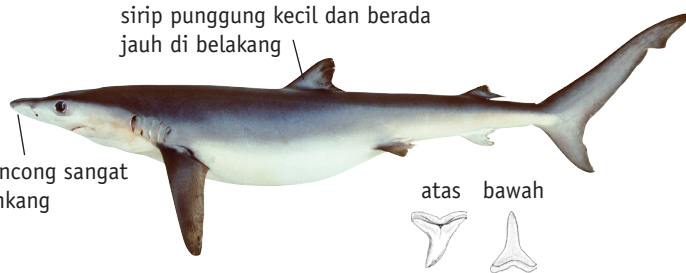 sirip punggung kecil dan berada
jauh di belakang
sangat
atas bawah